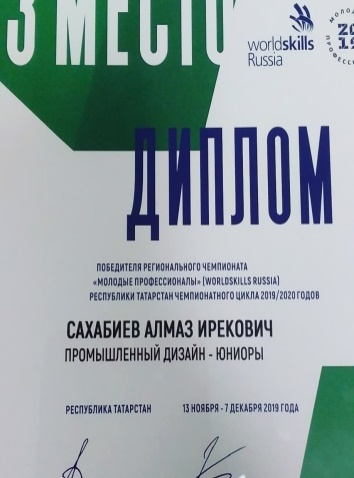 3 МЕСТО
worldskills
Russia
ДИПЛОМ
ПОБЕДИТЕЛЯ РЕГИОНАЛЬНОГО ЧЕМПИОНАТА
«МОЛОДЫЕ ПРОФЕССИОНАЛЫ» (WORLDSKILLS RUSSIA)
РЕСПУБЛИКИ ТАТАРСТАН ЧЕМПИОНАТНОГО ЦИКЛА 2019/2020 ГОДОВ
САХАБИЕВ АЛМАЗ ИРЕКОВИЧ
ПРОМЫШЛЕННЫЙ ДИЗАЙН - ЮНИОРЫ
РЕСПУБЛИКА ТАТАРСТАН 13 НОЯБРЯ - 7 ДЕКАБРЯ 2019 ГОДА